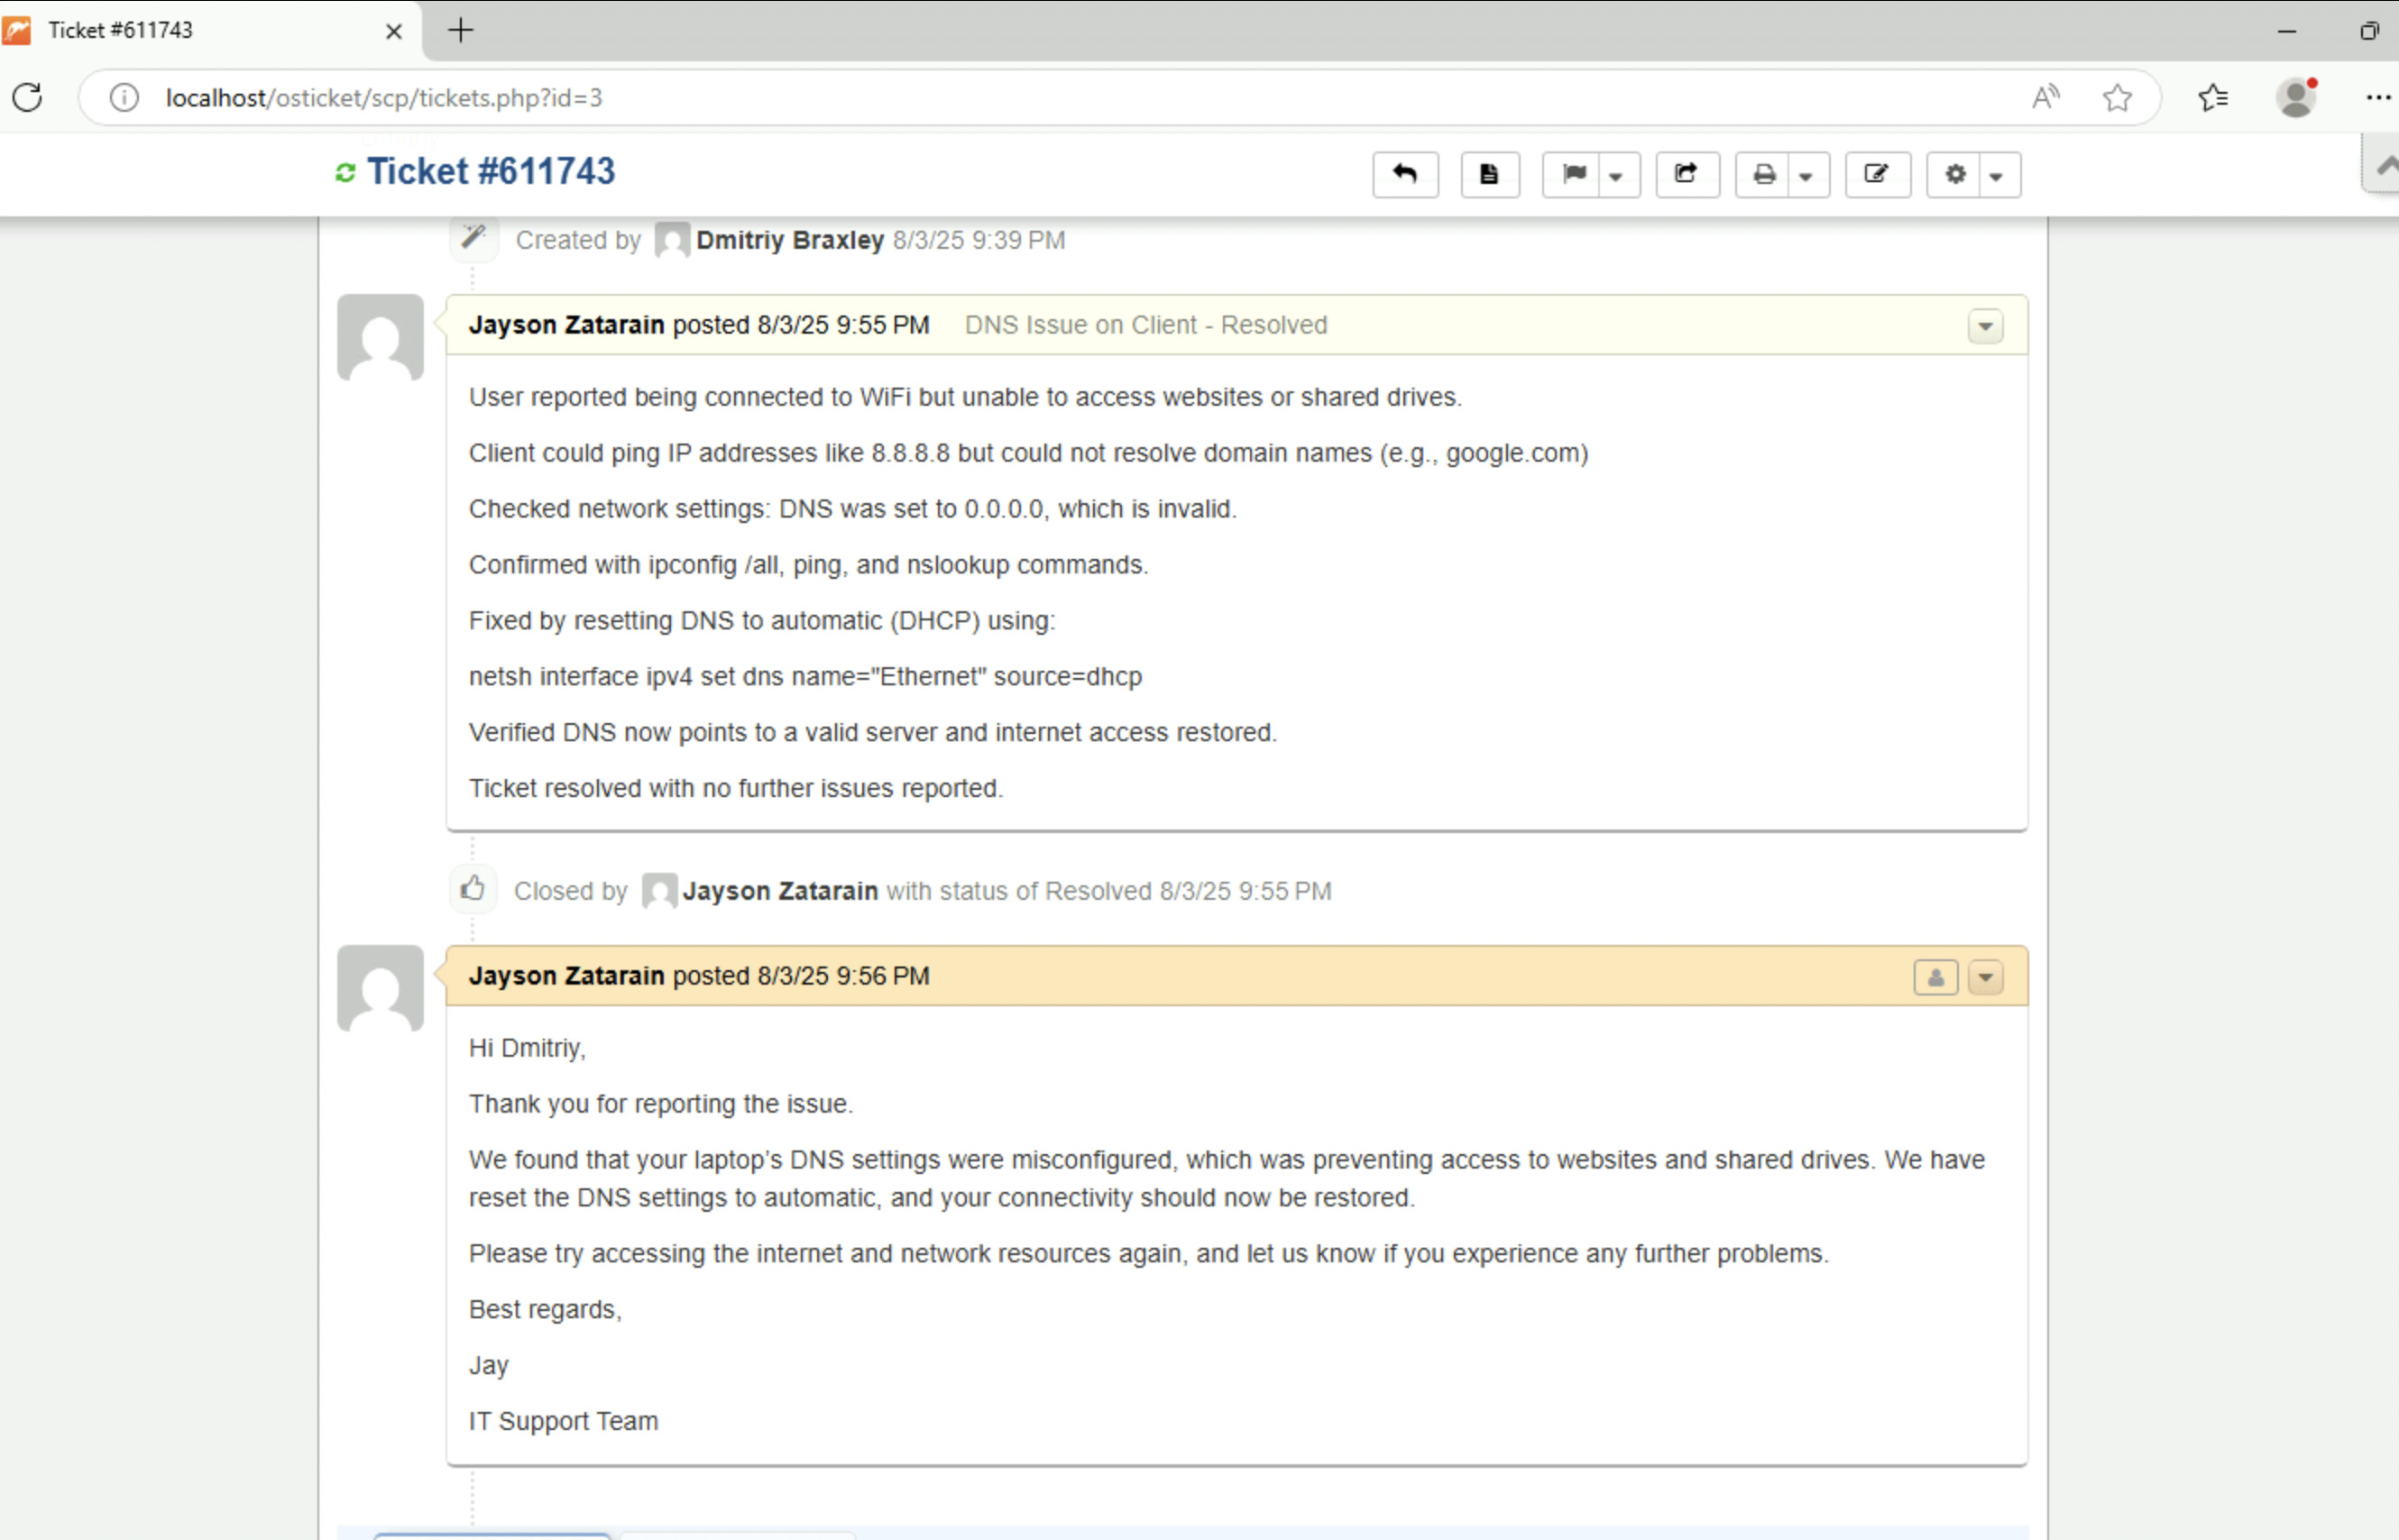 Ticket #611743
localhost/osticket/scp/tickets.php?id=3
Ticket #611743
Created by Dmitriy Braxley 8/3/25 9:39 PM
Jayson Zatarain posted 8/3/25 9:55 PM DNS Issue on Client - Resolved
User reported being connected to WiFi but unable to access websites or shared drives.
Client could ping IP addresses like 8.8.8.8 but could not resolve domain names (e.g., google.com)
Checked network settings: DNS was set to 0.0.0.0, which is invalid.
Confirmed with ipconfig /all, ping, and nslookup commands.
Fixed by resetting DNS to automatic (DHCP) using:
netsh interface ipv4 set dns name="Ethernet" source=dhcp
Verified DNS now points to a valid server and internet access restored.
Ticket resolved with no further issues reported.
Closed by Jayson Zatarain with status of Resolved 8/3/25 9:55 PM
Jayson Zatarain posted 8/3/25 9:56 PM
Hi Dmitriy,
Thank you for reporting the issue.
We found that your laptop’s DNS settings were misconfigured, which was preventing access to websites and shared drives. We have
reset the DNS settings to automatic, and your connectivity should now be restored.
Please try accessing the internet and network resources again, and let us know if you experience any further problems.
Best regards,
Jay
IT Support Team